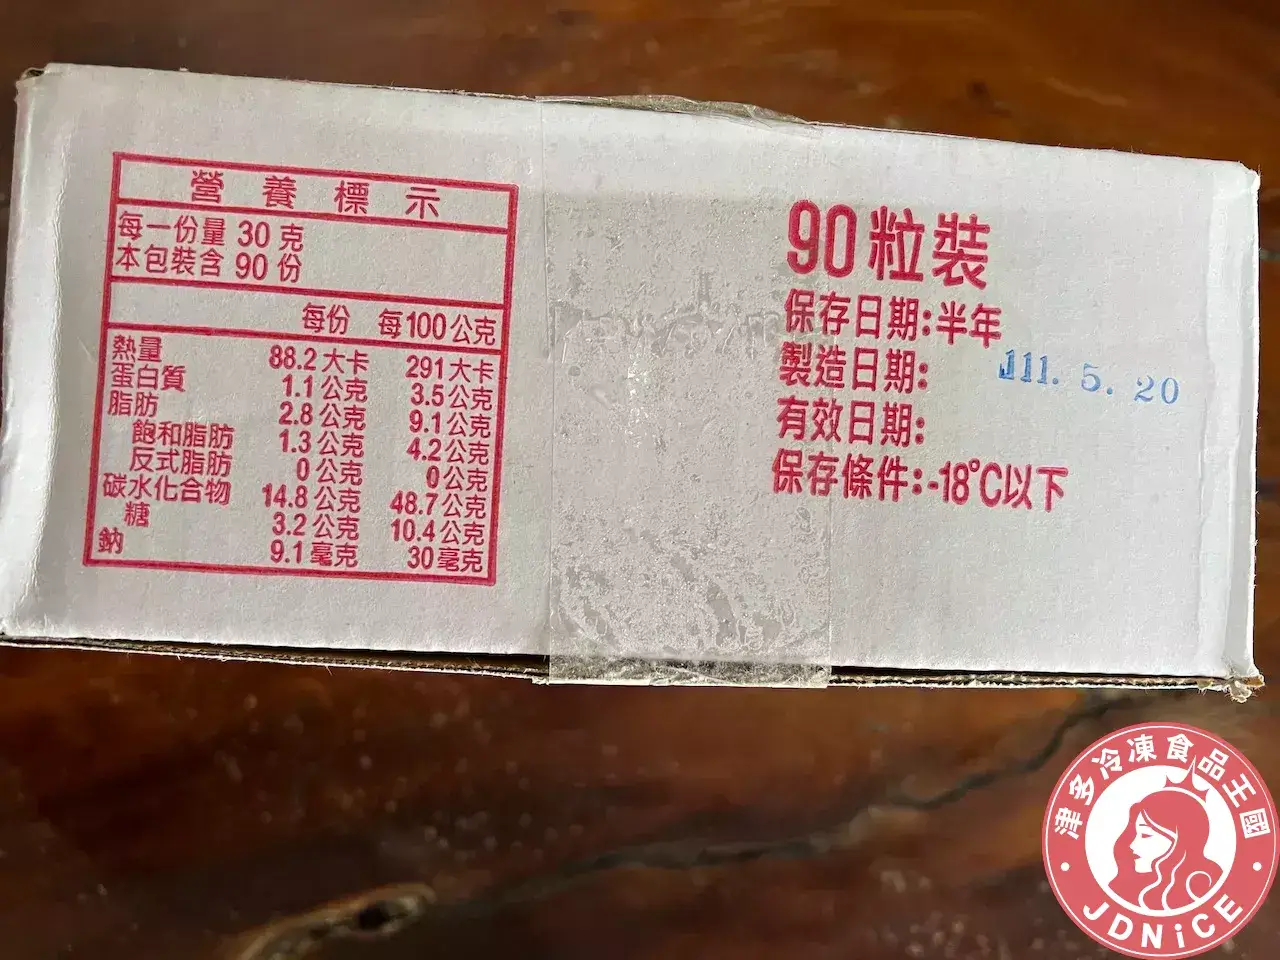 營養標示
每一份量 30 克
本包裝含 90 份
每份 每100公克
熱量 88.2 大卡 291 大卡
蛋白質 1.1 公克 3.5 公克
脂肪 2.8 公克 9.1 公克
飽和脂肪 1.3 公克 4.2 公克
反式脂肪 0 公克 0 公克
碳水化合物 14.8 公克 48.7 公克
糖 3.2 公克 10.4 公克
鈉 9.1 毫克 30 毫克
90粒裝
保存日期:半年
製造日期: 111. 5. 20
有效日期:
保存條件:-18°C以下
津多冷凍食品王國
JDNiCE